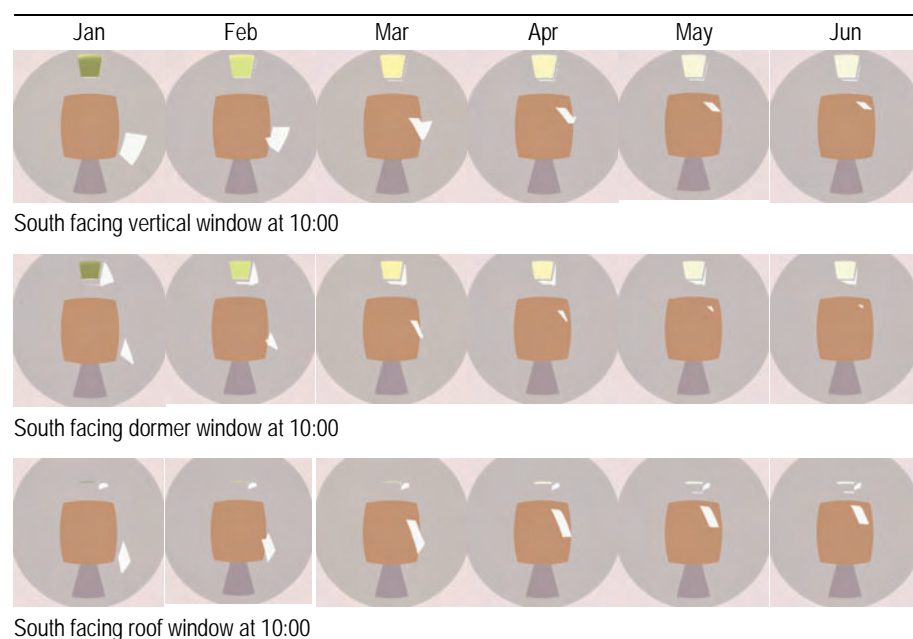 Jan Feb Mar Apr May Jun
South facing vertical window at 10:00
South facing dormer window at 10:00
South facing roof window at 10:00